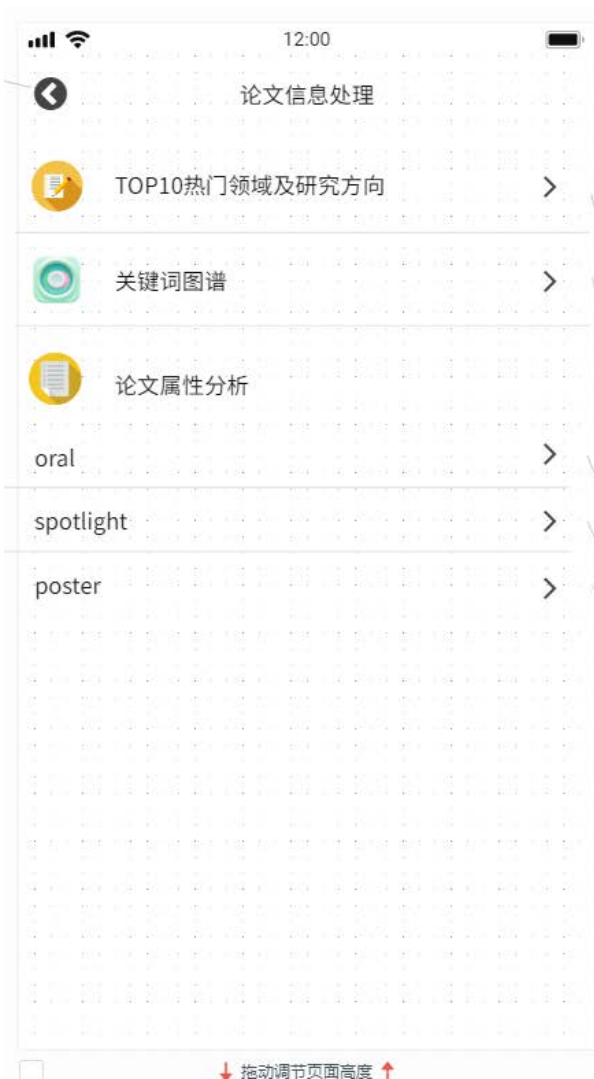 12:00
论文信息处理
TOP10热门领域及研究方向
关键词图谱
论文属性分析
oral
spotlight
poster
拖动调节页面高度